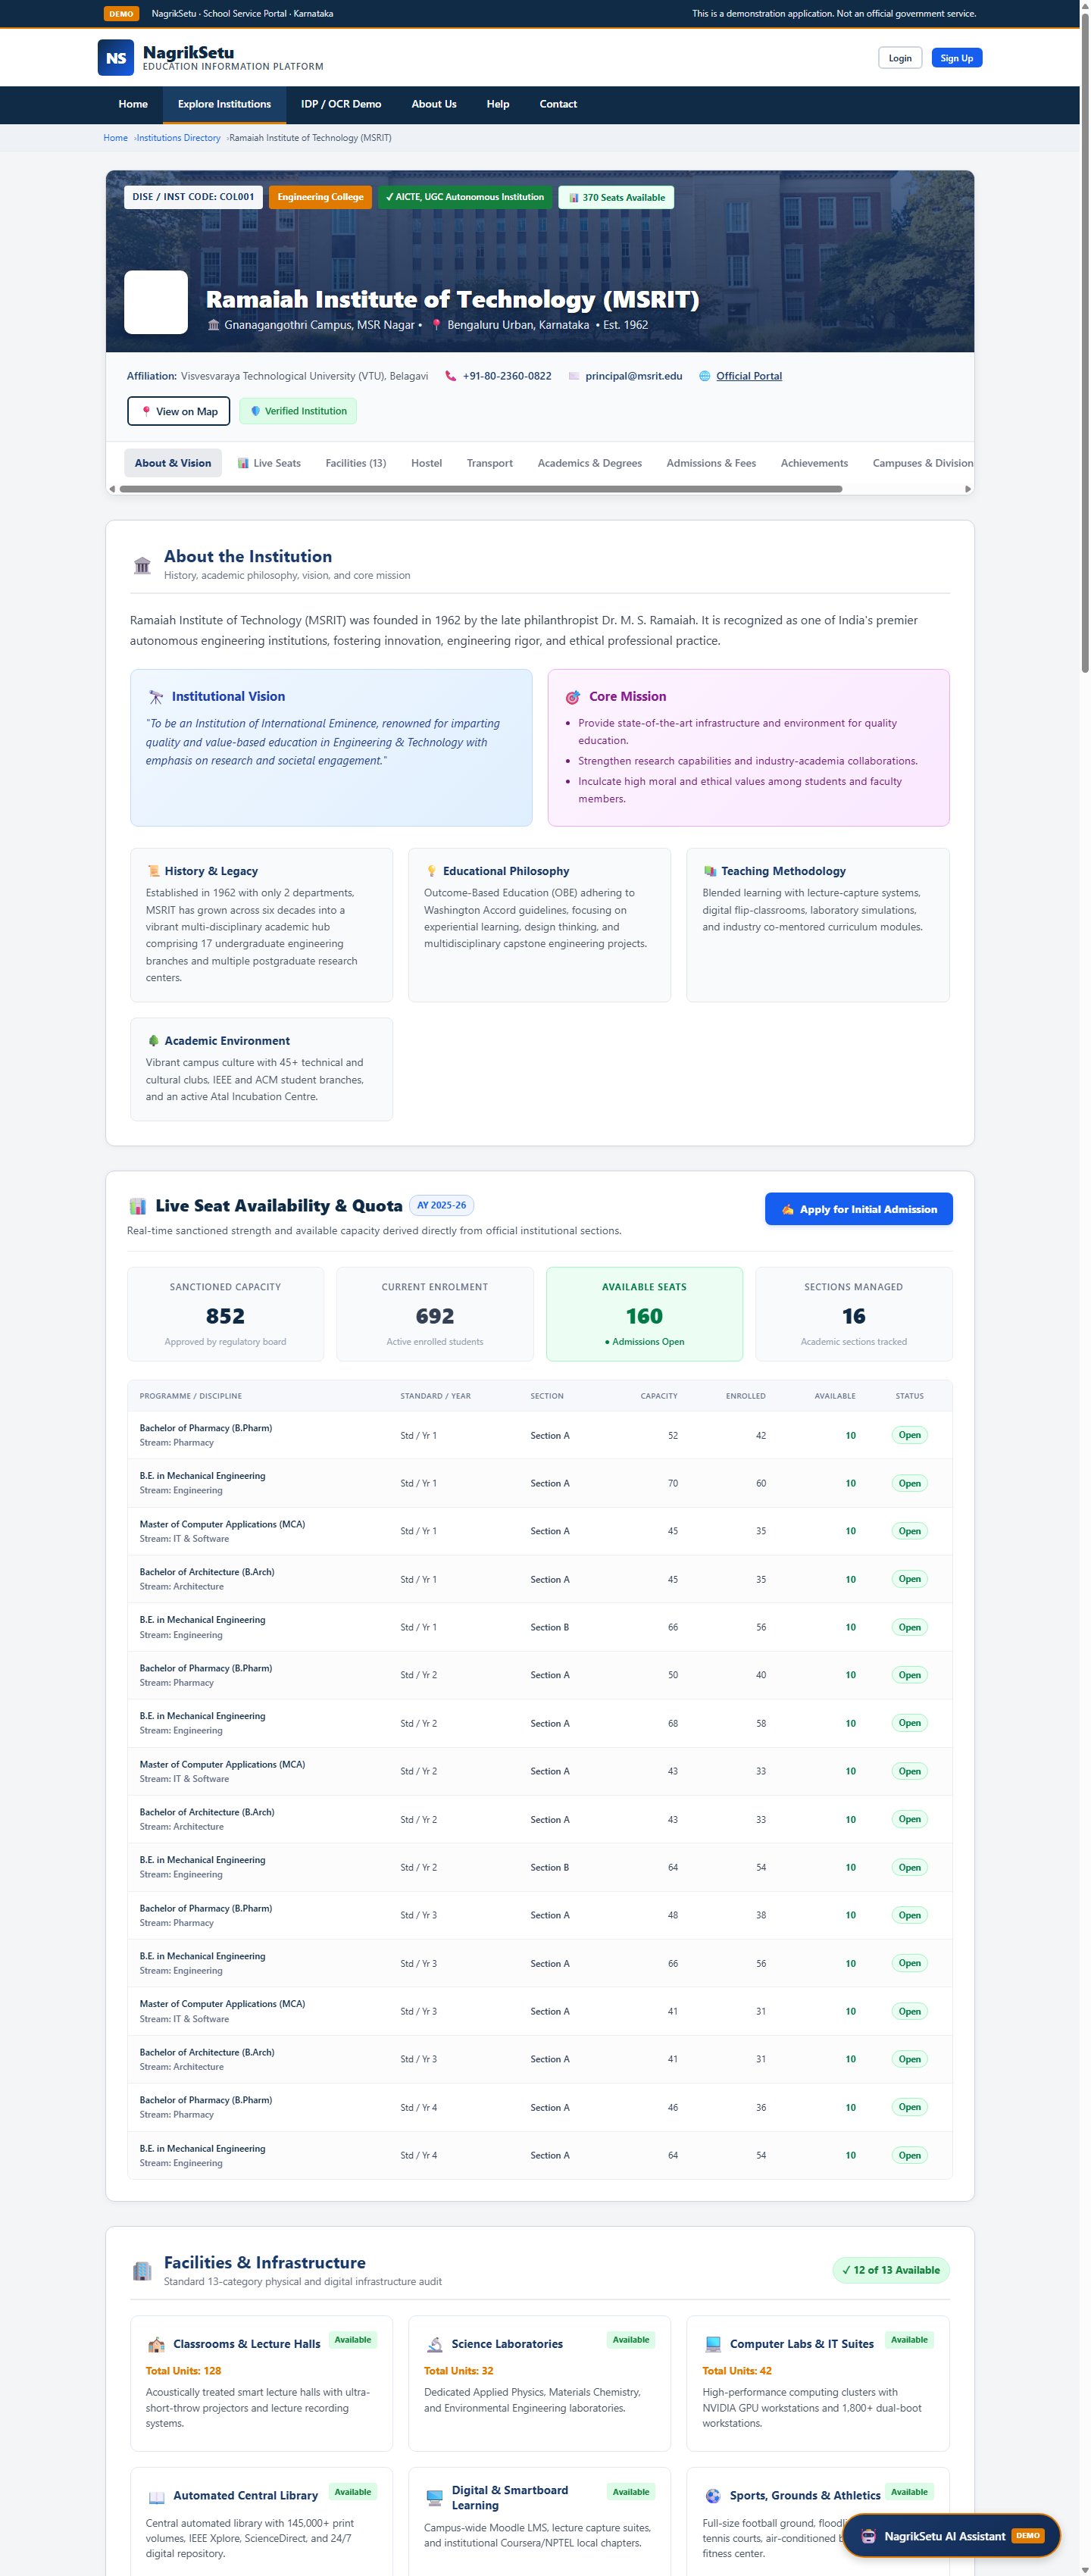 DEMO NagrikSetu · School Service Portal · Karnataka
This is a demonstration application. Not an official government service.
NS NagrikSetu
EDUCATION INFORMATION PLATFORM
Login Sign Up
Home Explore Institutions IDP / OCR Demo About Us Help Contact
Home ›Institutions Directory ›Ramaiah Institute of Technology (MSRIT)
DISE / INST CODE: COL001 Engineering College ✓ AICTE, UGC Autonomous Institution 370 Seats Available
Ramaiah Institute of Technology (MSRIT)
Gnanagangothri Campus, MSR Nagar • Bengaluru Urban, Karnataka • Est. 1962
Affiliation: Visvesvaraya Technological University (VTU), Belagavi +91-80-2360-0822 principal@msrit.edu Official Portal
View on Map Verified Institution
About & Vision Live Seats Facilities (13) Hostel Transport Academics & Degrees Admissions & Fees Achievements Campuses & Division
About the Institution
History, academic philosophy, vision, and core mission
Ramaiah Institute of Technology (MSRIT) was founded in 1962 by the late philanthropist Dr. M. S. Ramaiah. It is recognized as one of India's premier
autonomous engineering institutions, fostering innovation, engineering rigor, and ethical professional practice.
Institutional Vision
"To be an Institution of International Eminence, renowned for imparting
quality and value-based education in Engineering & Technology with
emphasis on research and societal engagement."
Core Mission
• Provide state-of-the-art infrastructure and environment for quality
education.
• Strengthen research capabilities and industry-academia collaborations.
• Inculcate high moral and ethical values among students and faculty
members.
History & Legacy
Established in 1962 with only 2 departments,
MSRIT has grown across six decades into a
vibrant multi-disciplinary academic hub
comprising 17 undergraduate engineering
branches and multiple postgraduate research
centers.
Educational Philosophy
Outcome-Based Education (OBE) adhering to
Washington Accord guidelines, focusing on
experiential learning, design thinking, and
multidisciplinary capstone engineering projects.
Teaching Methodology
Blended learning with lecture-capture systems,
digital flip-classrooms, laboratory simulations,
and industry co-mentored curriculum modules.
Academic Environment
Vibrant campus culture with 45+ technical and
cultural clubs, IEEE and ACM student branches,
and an active Atal Incubation Centre.
Live Seat Availability & Quota AY 2025-26
Real-time sanctioned strength and available capacity derived directly from official institutional sections.
Apply for Initial Admission
SANCTIONED CAPACITY
852
Approved by regulatory board
CURRENT ENROLMENT
692
Active enrolled students
AVAILABLE SEATS
160
● Admissions Open
SECTIONS MANAGED
16
Academic sections tracked
PROGRAMME / DISCIPLINE STANDARD / YEAR SECTION CAPACITY ENROLLED AVAILABLE STATUS
Bachelor of Pharmacy (B.Pharm)
Stream: Pharmacy
Std / Yr 1 Section A 52 42 10 Open
B.E. in Mechanical Engineering
Stream: Engineering
Std / Yr 1 Section A 70 60 10 Open
Master of Computer Applications (MCA)
Stream: IT & Software
Std / Yr 1 Section A 45 35 10 Open
Bachelor of Architecture (B.Arch)
Stream: Architecture
Std / Yr 1 Section A 45 35 10 Open
B.E. in Mechanical Engineering
Stream: Engineering
Std / Yr 1 Section B 66 56 10 Open
Bachelor of Pharmacy (B.Pharm)
Stream: Pharmacy
Std / Yr 2 Section A 50 40 10 Open
B.E. in Mechanical Engineering
Stream: Engineering
Std / Yr 2 Section A 68 58 10 Open
Master of Computer Applications (MCA)
Stream: IT & Software
Std / Yr 2 Section A 43 33 10 Open
Bachelor of Architecture (B.Arch)
Stream: Architecture
Std / Yr 2 Section A 43 33 10 Open
B.E. in Mechanical Engineering
Stream: Engineering
Std / Yr 2 Section B 64 54 10 Open
Bachelor of Pharmacy (B.Pharm)
Stream: Pharmacy
Std / Yr 3 Section A 48 38 10 Open
B.E. in Mechanical Engineering
Stream: Engineering
Std / Yr 3 Section A 66 56 10 Open
Master of Computer Applications (MCA)
Stream: IT & Software
Std / Yr 3 Section A 41 31 10 Open
Bachelor of Architecture (B.Arch)
Stream: Architecture
Std / Yr 3 Section A 41 31 10 Open
Bachelor of Pharmacy (B.Pharm)
Stream: Pharmacy
Std / Yr 4 Section A 46 36 10 Open
B.E. in Mechanical Engineering
Stream: Engineering
Std / Yr 4 Section A 64 54 10 Open
Facilities & Infrastructure
Standard 13-category physical and digital infrastructure audit
✓ 12 of 13 Available
Classrooms & Lecture Halls Available
Total Units: 128
Acoustically treated smart lecture halls with ultra-
short-throw projectors and lecture recording
systems.
Science Laboratories Available
Total Units: 32
Dedicated Applied Physics, Materials Chemistry,
and Environmental Engineering laboratories.
Computer Labs & IT Suites Available
Total Units: 42
High-performance computing clusters with
NVIDIA GPU workstations and 1,800+ dual-boot
workstations.
Automated Central Library Available
Central automated library with 145,000+ print
volumes, IEEE Xplore, ScienceDirect, and 24/7
digital repository.
Digital & Smartboard
Learning Available
Campus-wide Moodle LMS, lecture capture suites,
and institutional Coursera/NPTEL local chapters.
Sports, Grounds & Athletics Available
Full-size football ground,
tennis courts, air-conditioned
fitness center.
NagrikSetu AI Assistant DEMO